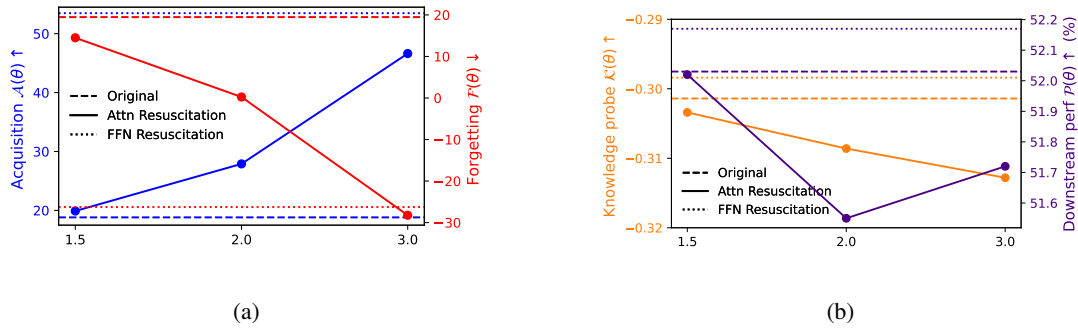 50
40
30
20
Acquisition 𝒜(θ) ↑
Original
Attn Resuscitation
FFN Resuscitation
20
10
0
−10
−20
−30
Forgetting ℱ(θ) ↓
1.5
2.0
3.0
(a)
−0.29
−0.30
−0.31
−0.32
Knowledge probe 𝒦(θ) ↑
Original
Attn Resuscitation
FFN Resuscitation
52.2
52.1
52.0
51.9
51.8
51.7
51.6
Downstream perf 𝒫(θ) ↑ (%)
1.5
2.0
3.0
(b)